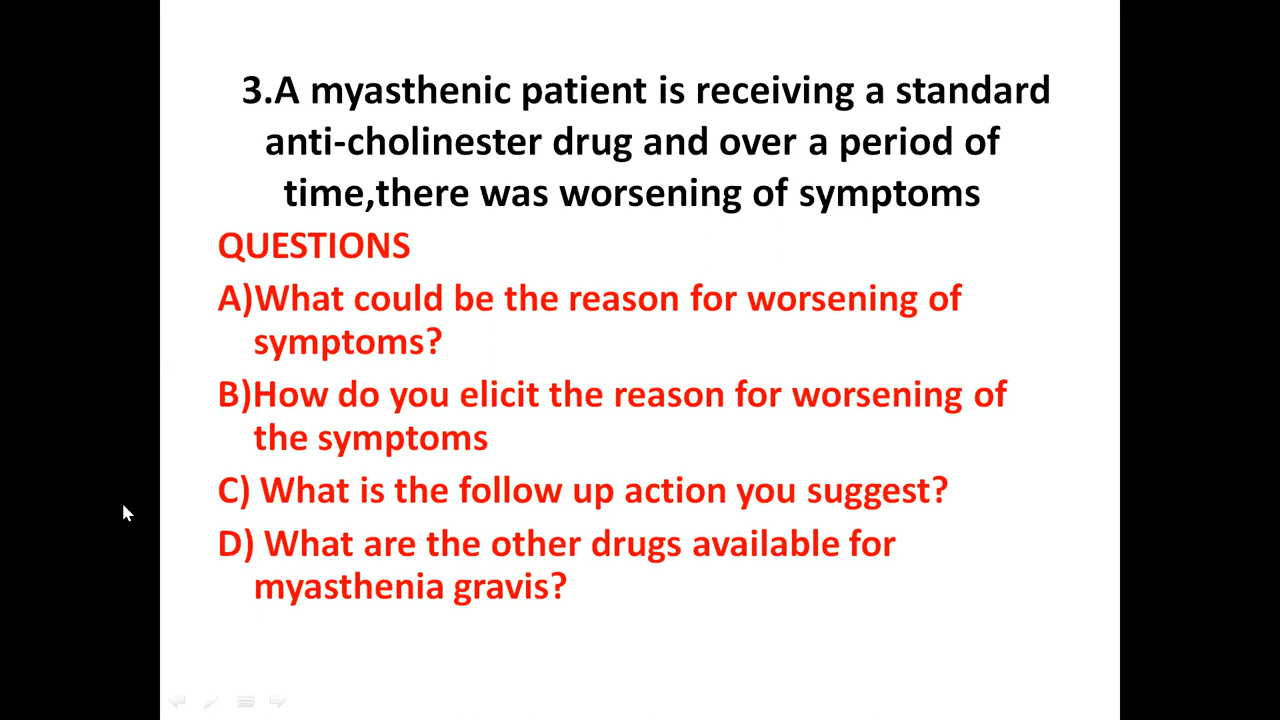 3.A myasthenic patient is receiving a standard
anti-cholinester drug and over a period of
time,there was worsening of symptoms
QUESTIONS
A)What could be the reason for worsening of
symptoms?
B)How do you elicit the reason for worsening of
the symptoms
C) What is the follow up action you suggest?
D) What are the other drugs available for
myasthenia gravis?